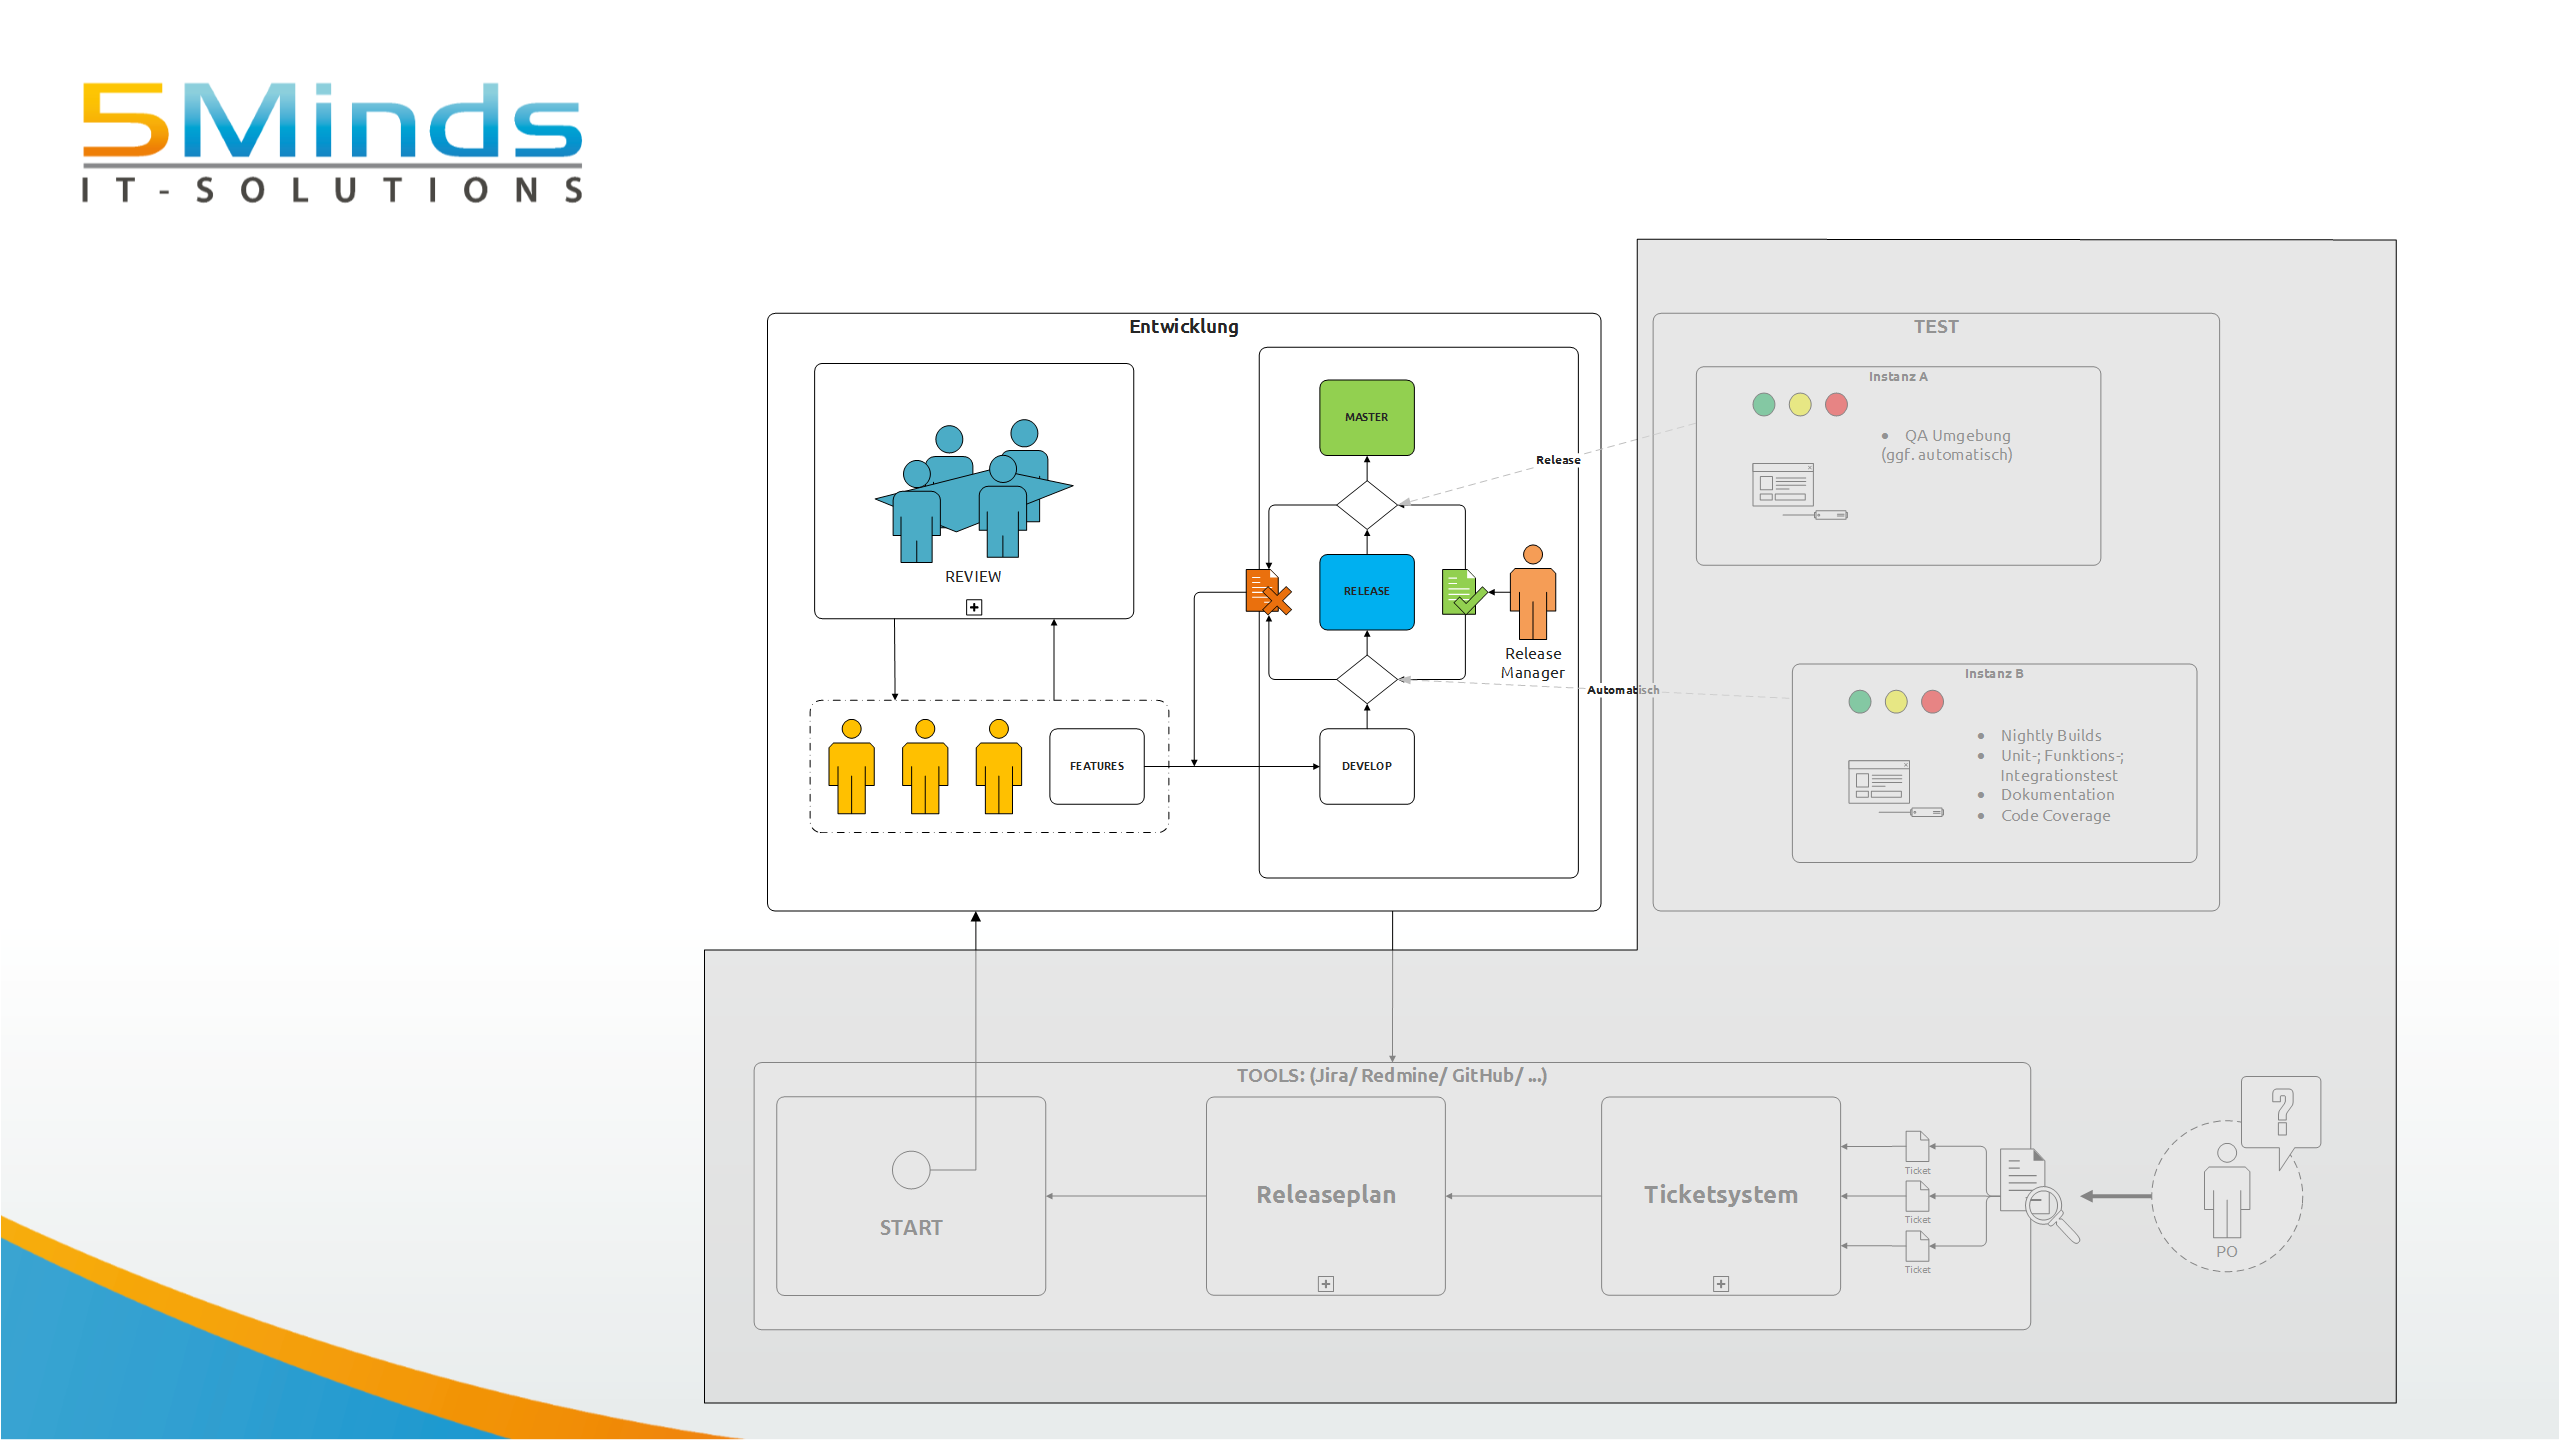 5Minds
IT-SOLUTIONS
Entwicklung
REVIEW
FEATURES
MASTER
RELEASE
DEVELOP
Release
Manager
Release
Automatisch
TEST
Instanz A
• QA Umgebung
(ggf. automatisch)
Instanz B
• Nightly Builds
• Unit-; Funktions-;
Integrationstest
• Dokumentation
• Code Coverage
TOOLS: (Jira/ Redmine/ GitHub/ ...)
START
Releaseplan
Ticketsystem
Ticket
Ticket
Ticket
?
PO